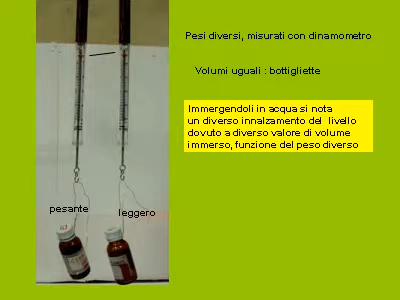 Pesi diversi, misurati con dinamometro
Volumi uguali : bottigliette
Immergendoli in acqua si nota
un diverso innalzamento del livello
dovuto a diverso valore di volume
immerso, funzione del peso diverso
pesante
leggero